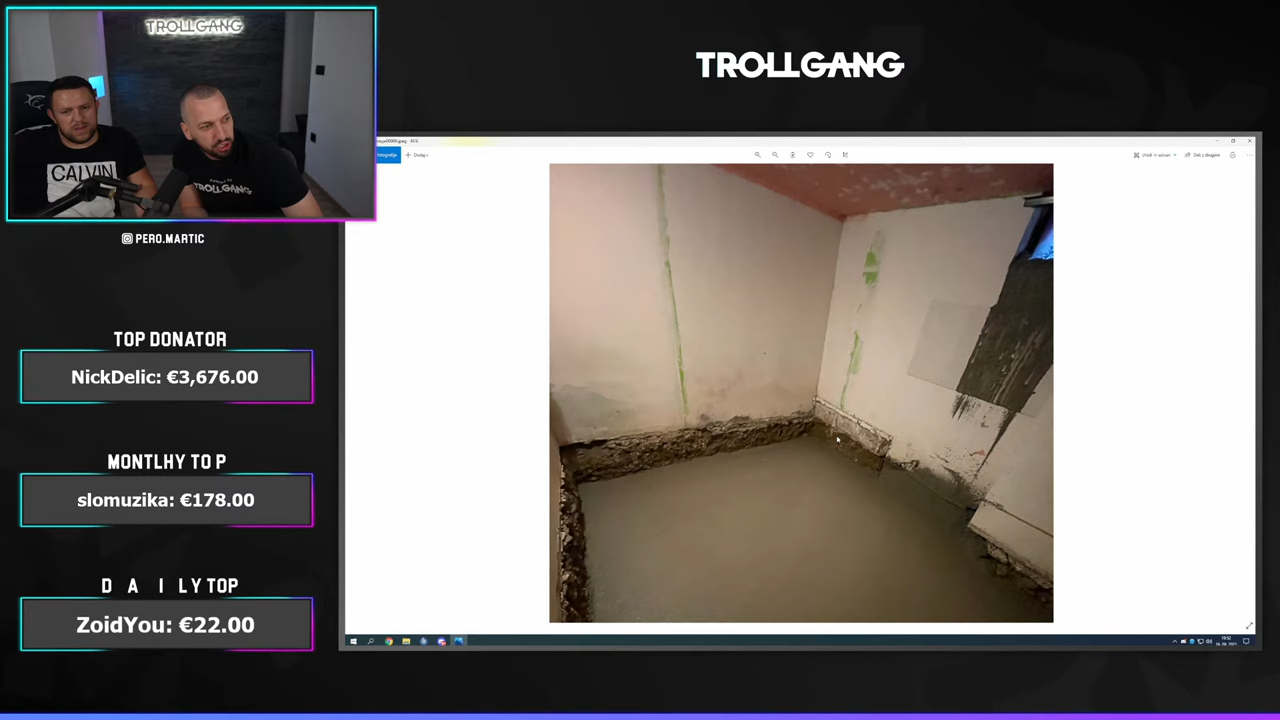 TROLLGANG
TROLLGANG
CALVIN
TROLLGANG
PERO.MARTIC
TOP DONATOR
NickDelic: €3,676.00
MONTLHY TO P
slomuzika: €178.00
D A I LY TOP
ZoidYou: €22.00
Dodaj